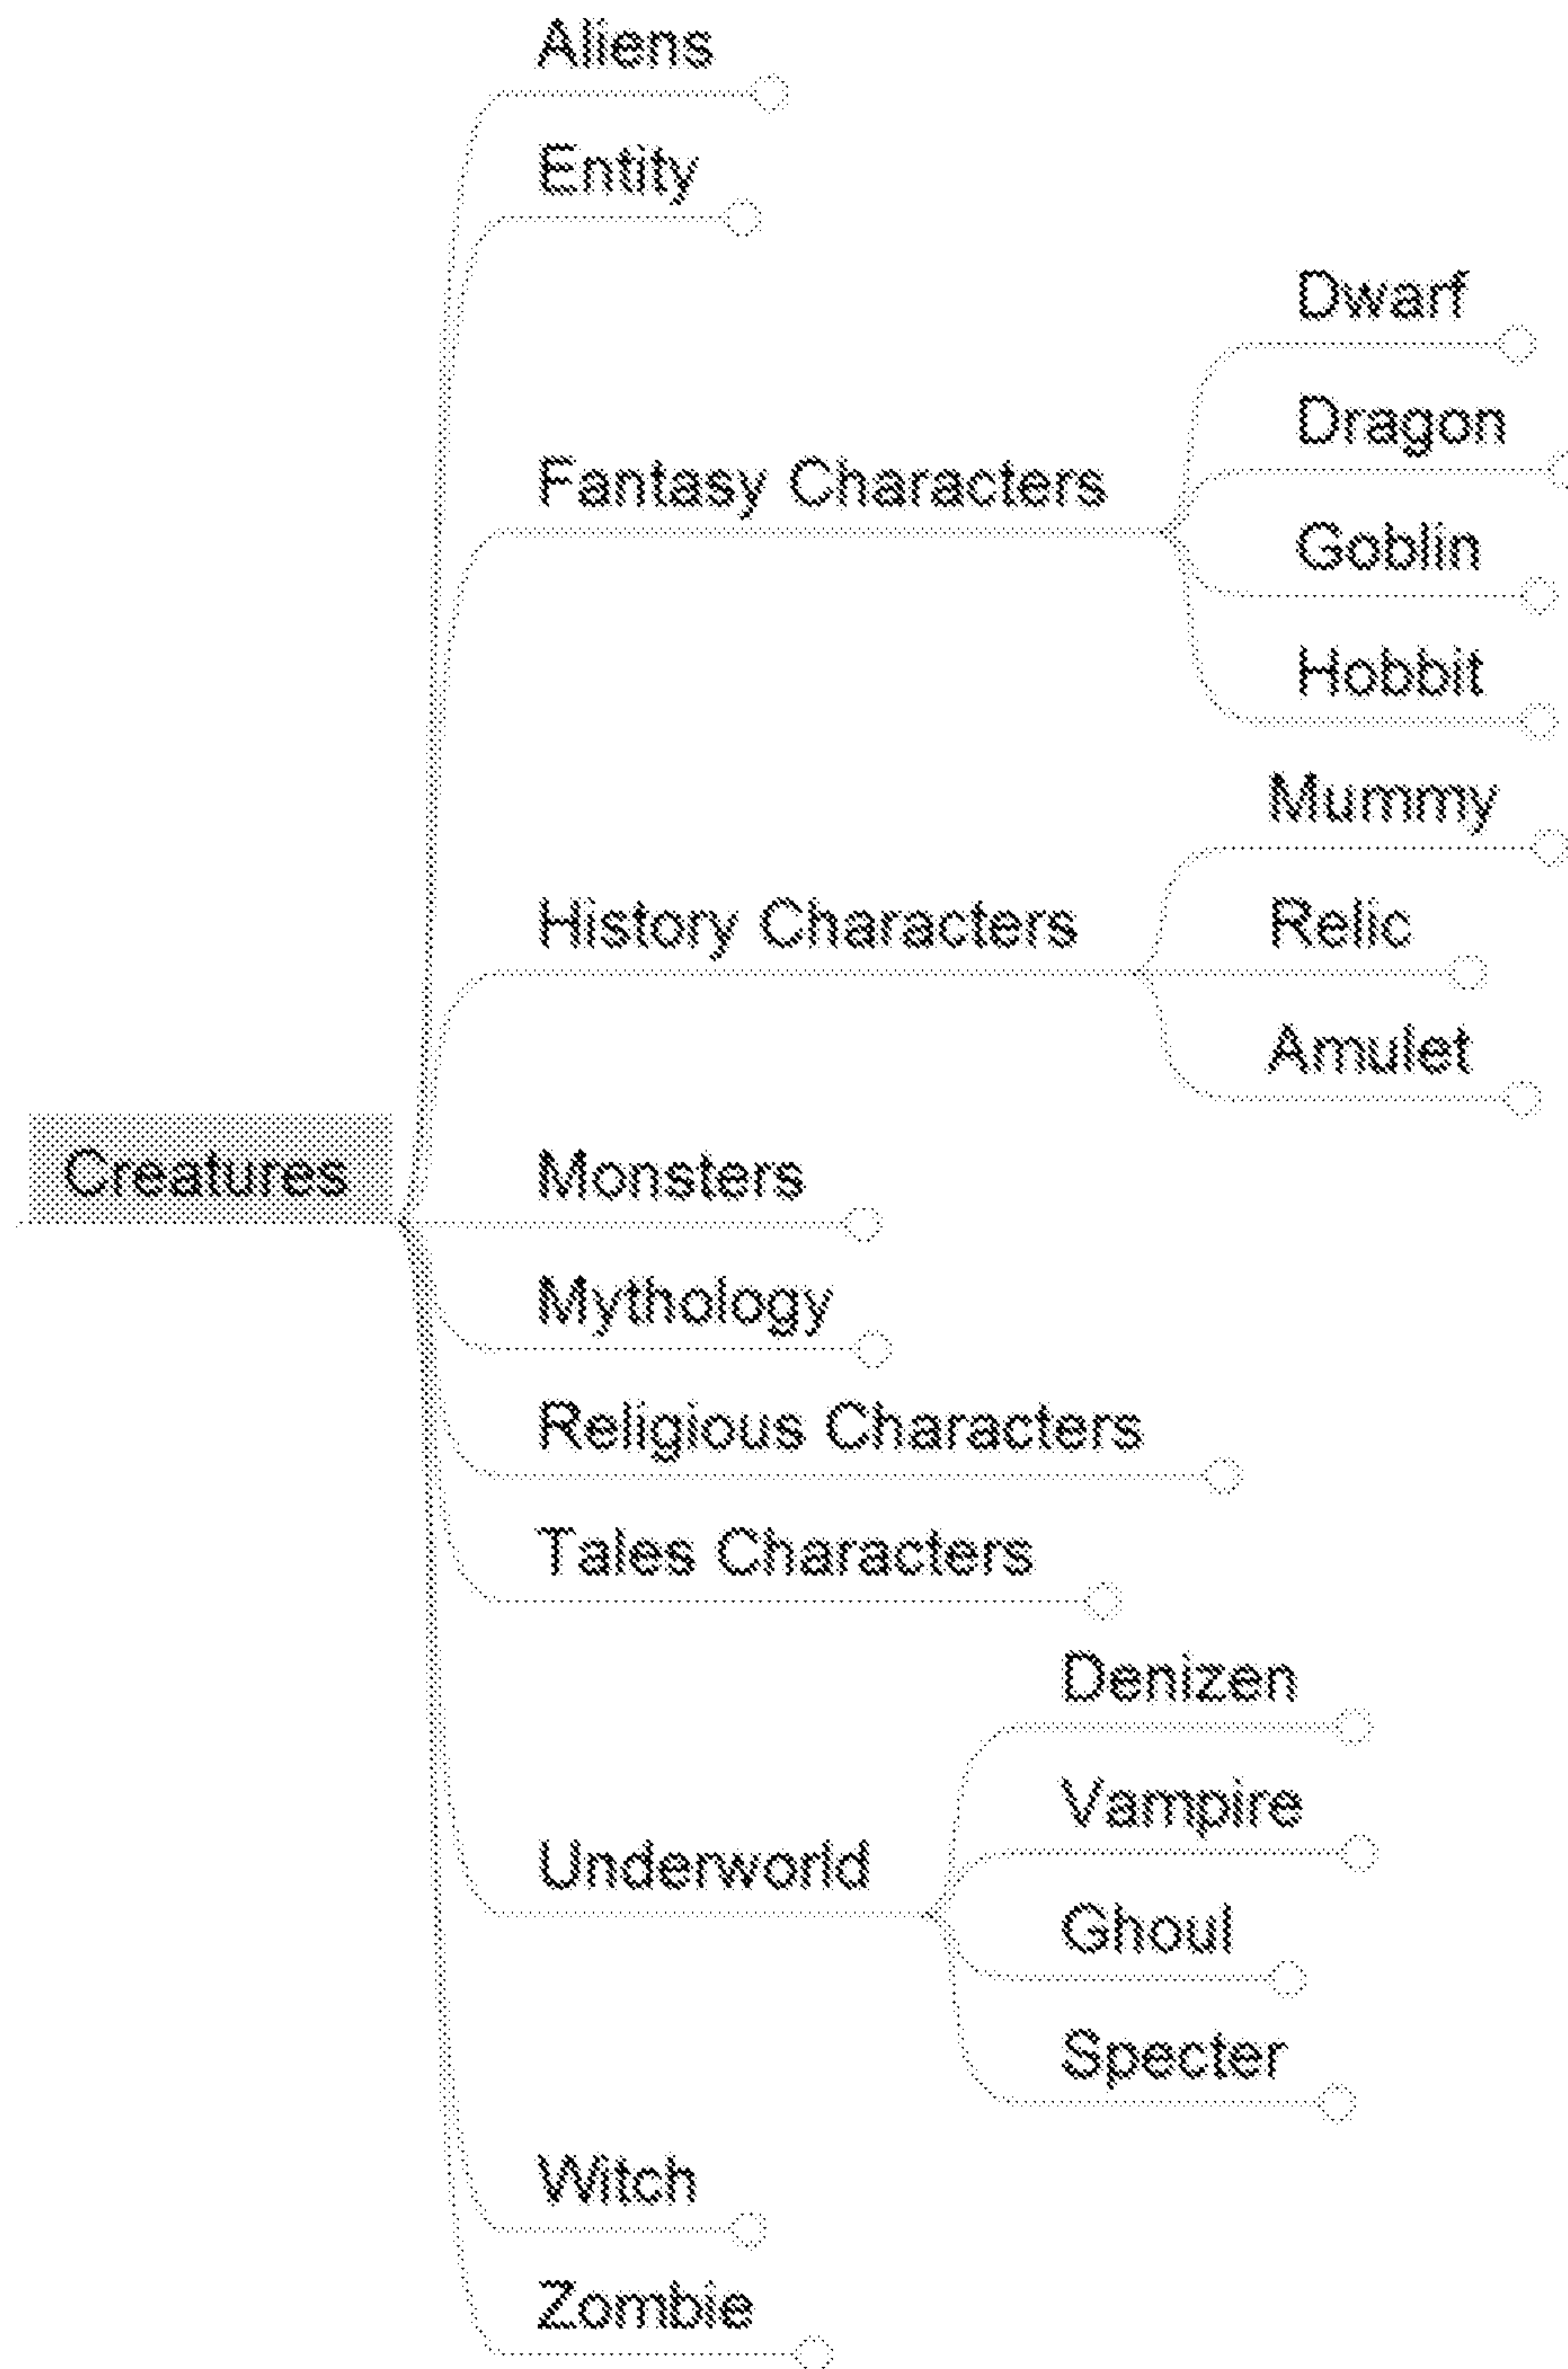 Aliens
Entity
Dwarf
Dragon
Fantasy Characters
Goblin
Hobbit
Mummy
History Characters
Relic
Amulet
Creatures
Monsters
Mythology
Religious Characters
Tales Characters
Denizen
Vampire
Underworld
Ghoul
Specter
Witch
Zombie